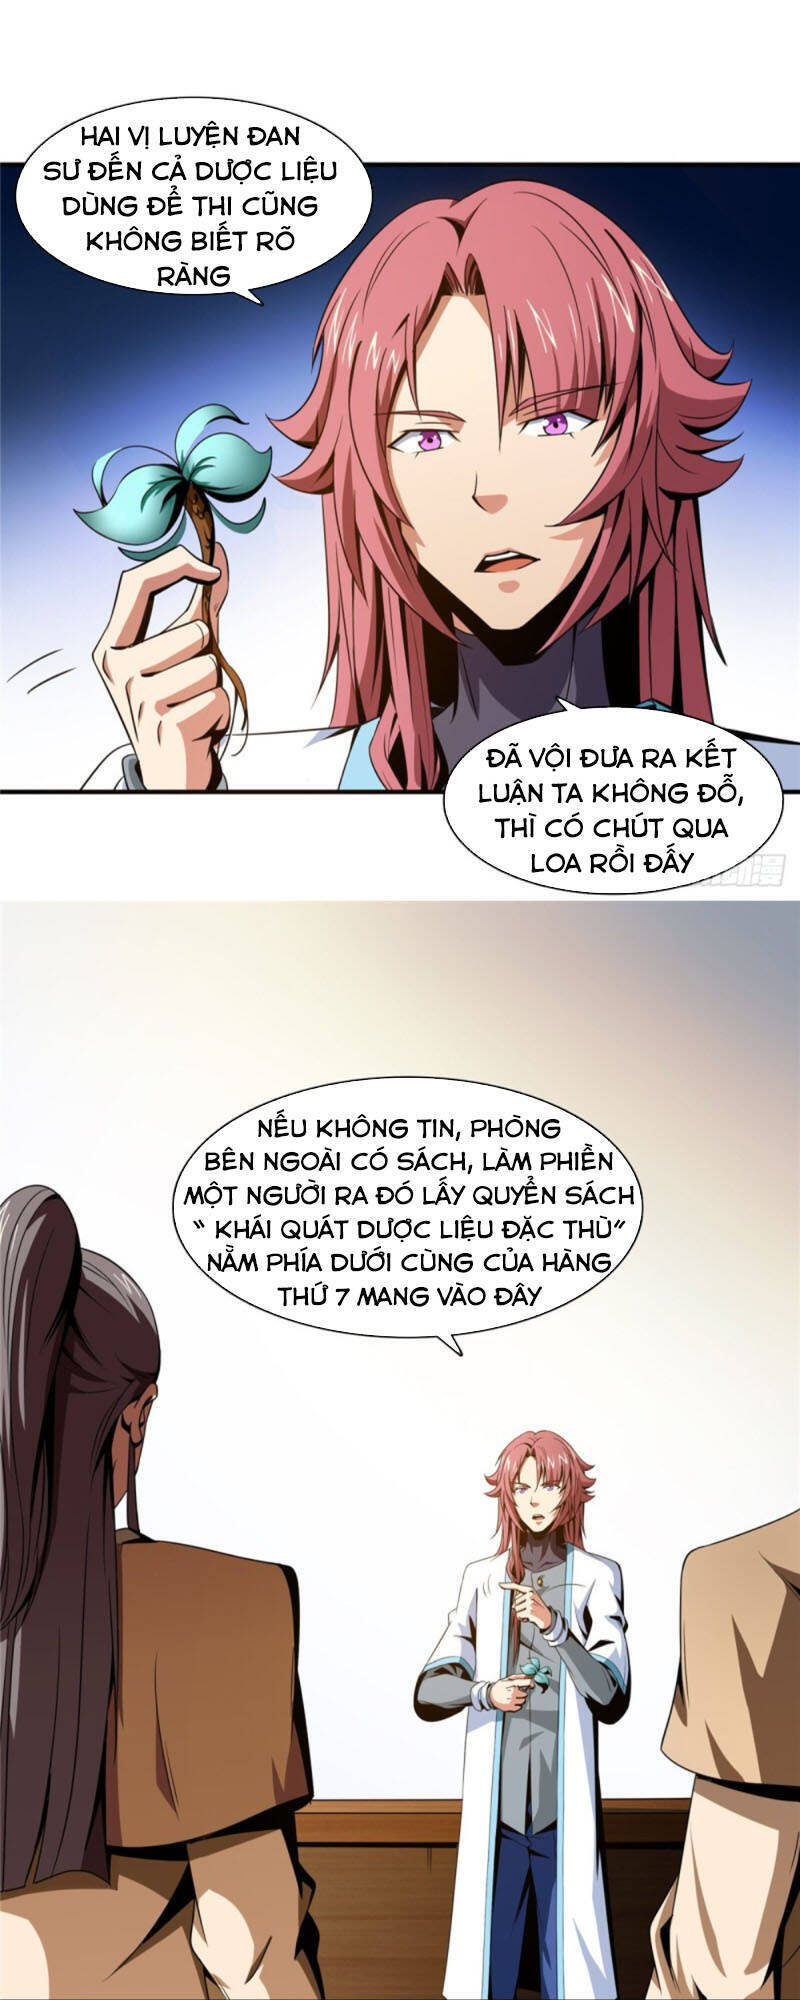 HAI VỊ LUYỆN ĐAN
SƯ ĐẾN CẢ DƯỢC LIỆU
DÙNG ĐỂ THI CŨNG
KHÔNG BIẾT RÕ
RÀNG
ĐÃ VỘI ĐƯA RA KẾT
LUẬN TA KHÔNG ĐỖ,
THÌ CÓ CHÚT QUA
LOA RỒI ĐẤY
NẾU KHÔNG TIN, PHÒNG
BÊN NGOÀI CÓ SÁCH, LÀM PHIỀN
MỘT NGƯỜI RA ĐÓ LẤY QUYỂN SÁCH
“ KHÁI QUÁT DƯỢC LIỆU ĐẶC THÙ”
NẰM PHÍA DƯỚI CÙNG CỦA HÀNG
THỨ 7 MANG VÀO ĐÂY